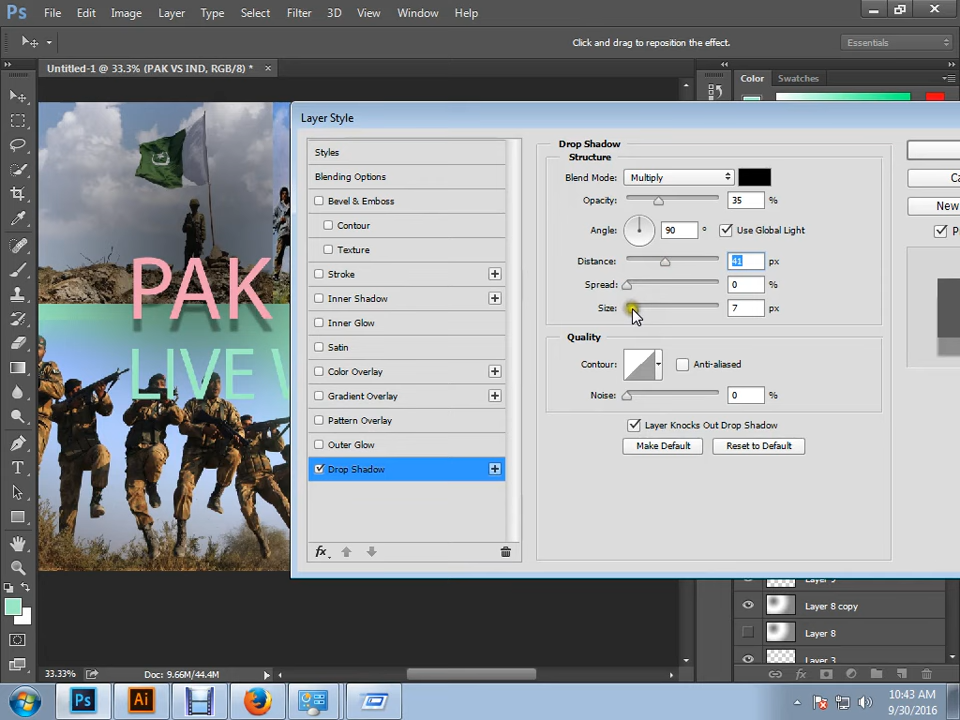 Ps File Edit Image Layer Type Select Filter 3D View Window Help
Click and drag to reposition the effect.
Essentials
Untitled-1 @ 33.3% (PAK VS IND, RGB/8) *
Color Swatches
Layer Style
Styles
Blending Options
Bevel & Emboss
Contour
Texture
Stroke
Inner Shadow
Inner Glow
Satin
Color Overlay
Gradient Overlay
Pattern Overlay
Outer Glow
Drop Shadow
fx
Drop Shadow
Structure
Blend Mode: Multiply
Opacity: 35 %
Angle: 90 ° Use Global Light
Distance: 41 px
Spread: 0 %
Size: 7 px
Quality
Contour: Anti-aliased
Noise: 0 %
Layer Knocks Out Drop Shadow
Make Default Reset to Default
Ca
New
P
PAK
LIVE V
Layer 8 copy
Layer 8
Layer 3
fx
33.33% Doc: 9.66M/44.4M
Ps Ai
10:43 AM
9/30/2016